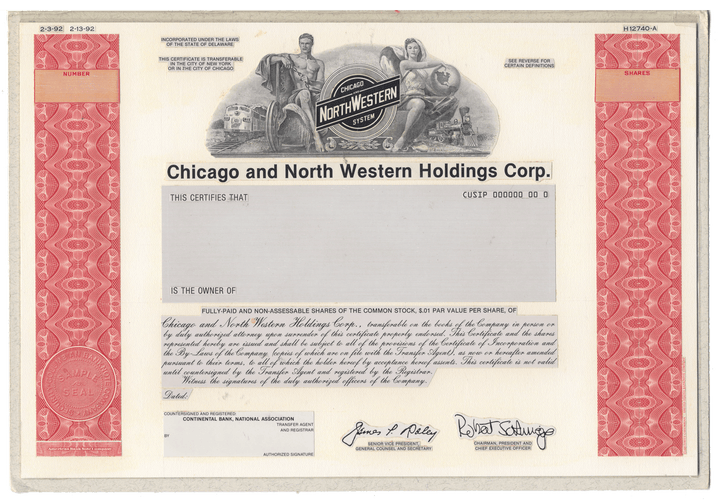 2-3-92 2-13-92
H12740-A
INCORPORATED UNDER THE LAWS
OF THE STATE OF DELAWARE
THIS CERTIFICATE IS TRANSFERABLE
IN THE CITY OF NEW YORK
OR IN THE CITY OF CHICAGO
SEE REVERSE FOR
CERTAIN DEFINITIONS
NUMBER
SHARES
CHICAGO
NORTHWESTERN
SYSTEM
Chicago and North Western Holdings Corp.
THIS CERTIFIES THAT
CUSIP 000000 00 0
IS THE OWNER OF
FULLY-PAID AND NON-ASSESSABLE SHARES OF THE COMMON STOCK, $.01 PAR VALUE PER SHARE, OF
Chicago and North Western Holdings Corp., transferable on the books of the Company in person or
by duly authorized attorney upon surrender of this certificate properly endorsed. This Certificate and the shares
represented hereby are issued and shall be subject to all of the provisions of the Certificate of Incorporation and
the By-Laws of the Company, (copies of which are on file with the Transfer Agent), as now or hereafter amended
pursuant to their terms, to all of which the holder hereof by acceptance hereof assents. This certificate is not valid
until countersigned by the Transfer Agent and registered by the Registrar.
Witness the signatures of the duly authorized officers of the Company.
Dated:
SEAL
COUNTERSIGNED AND REGISTERED:
CONTINENTAL BANK, NATIONAL ASSOCIATION
TRANSFER AGENT
AND REGISTRAR
BY
AUTHORIZED SIGNATURE
SENIOR VICE PRESIDENT,
GENERAL COUNSEL AND SECRETARY
CHAIRMAN, PRESIDENT AND
CHIEF EXECUTIVE OFFICER